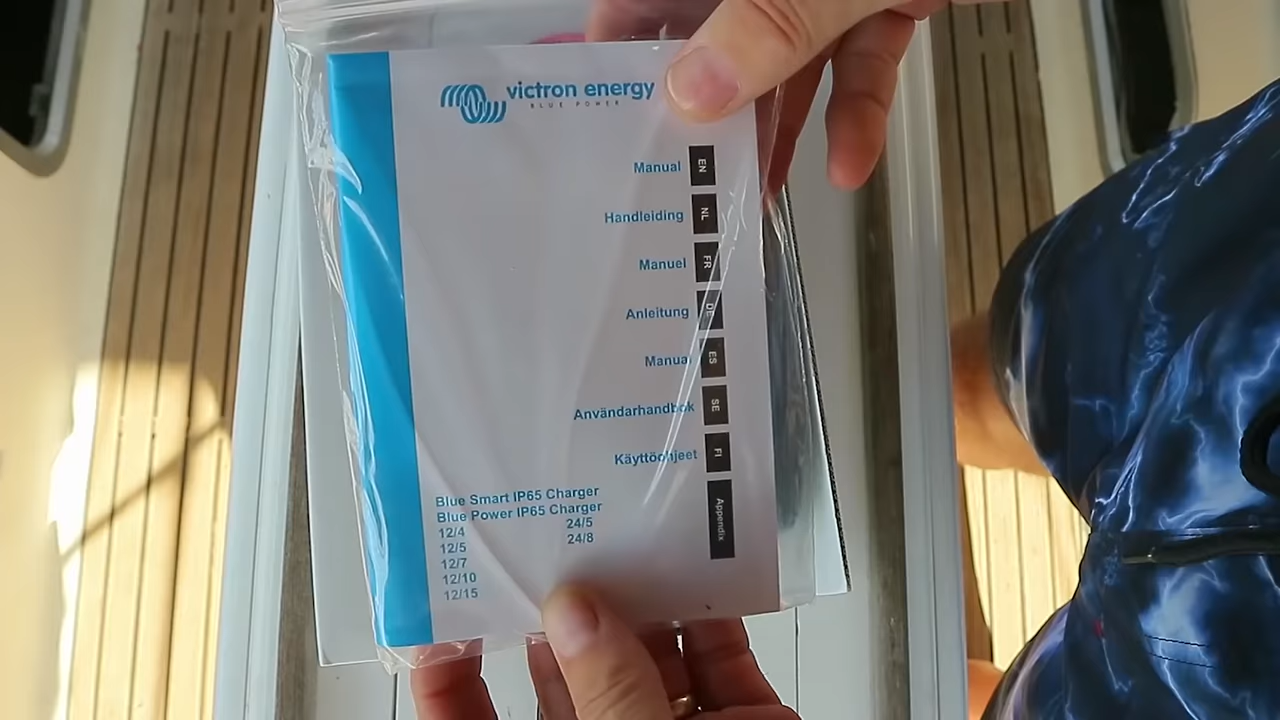 victron energy
BLUE POWER
Manual EN
Handleiding NL
Manuel FR
Anleitung DE
Manual ES
Användarhandbok SE
Käyttöohjeet FI
Appendix
Blue Smart IP65 Charger
Blue Power IP65 Charger
12/4 24/5
12/5 24/8
12/7
12/10
12/15